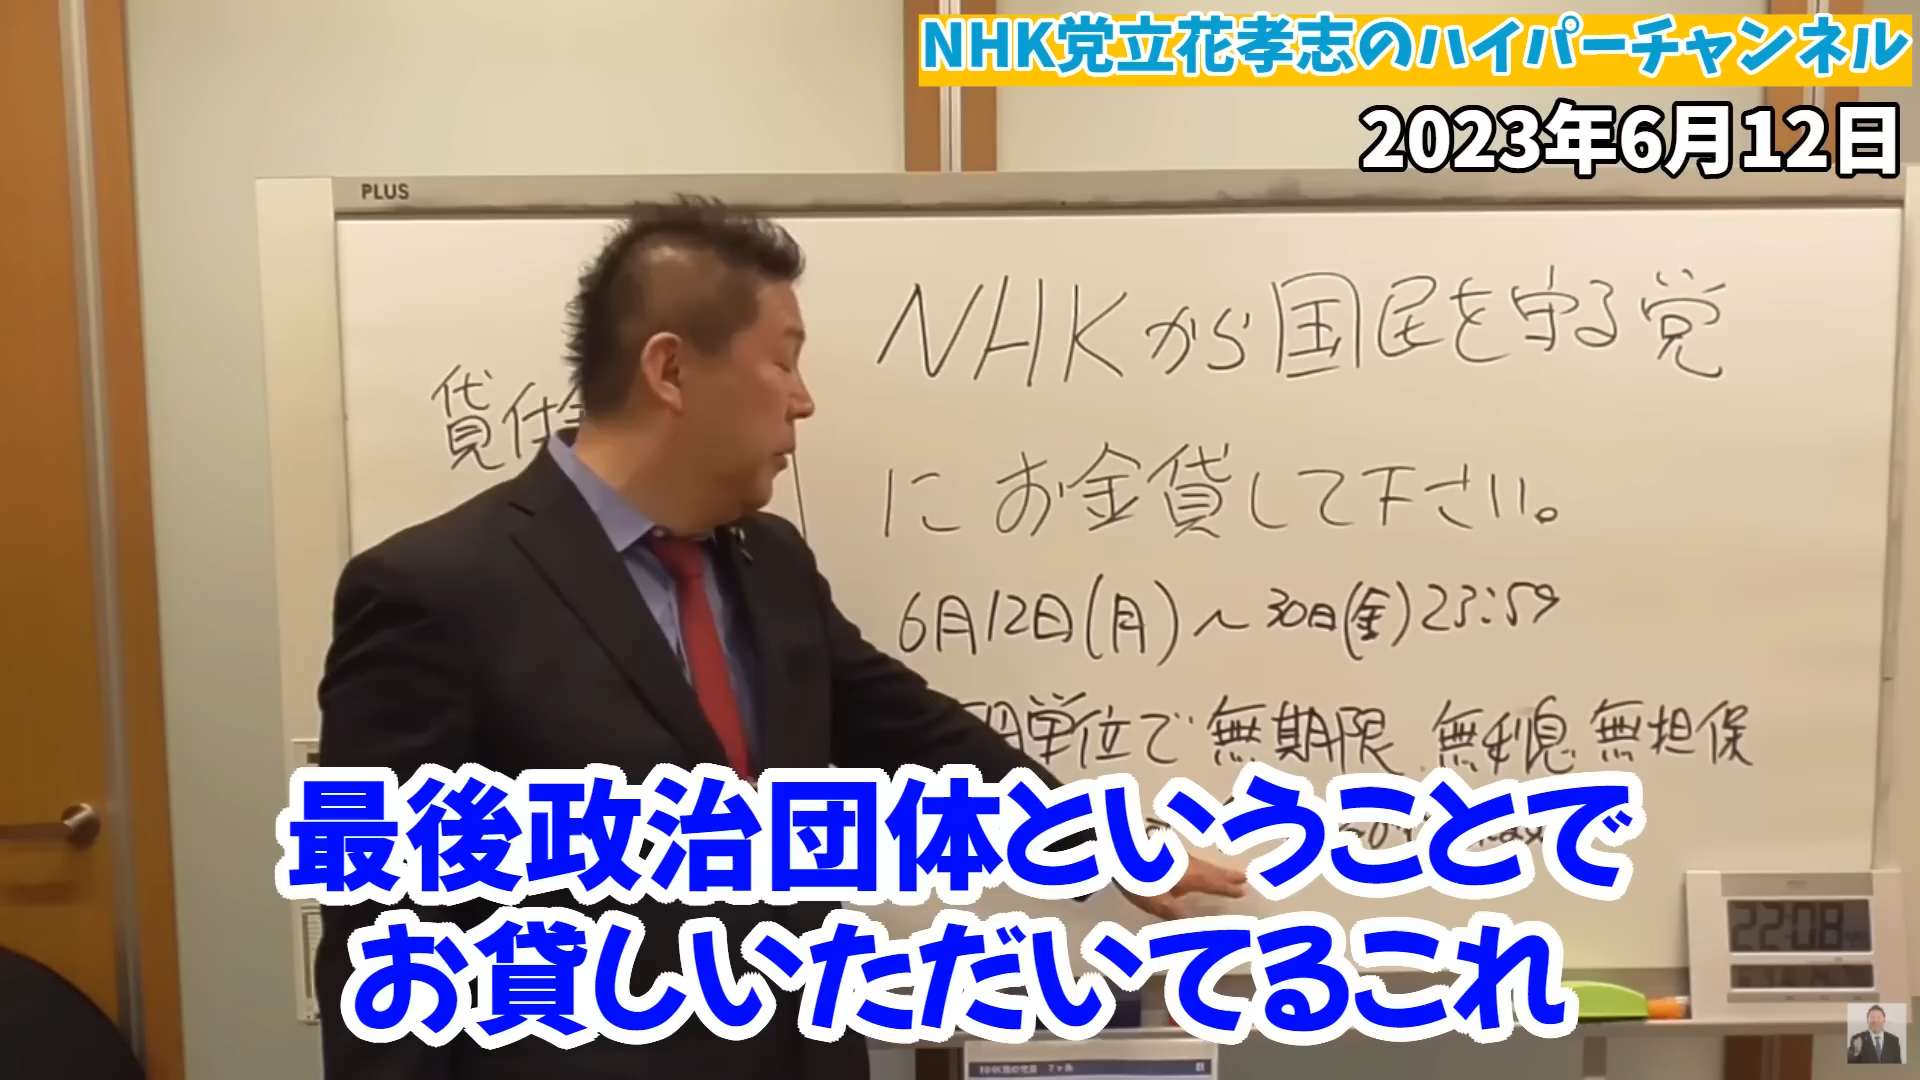 NHK党立花孝志のハイパーチャンネル
2023年6月12日
PLUS
NHKから国民を守る党
貸付金
にお金貸して下さい。
6月12日(月)~30日(金)23:59
単位で無期限 無利息 無担保
最後政治団体ということで
お貸しいただいてるこれ
22:08